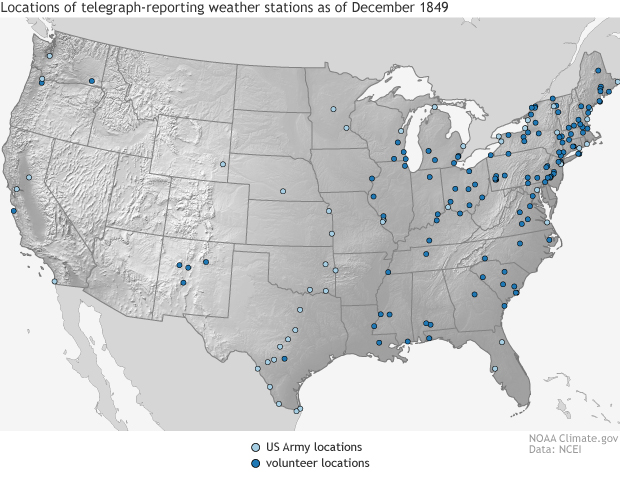 Locations of telegraph-reporting weather stations as of December 1849
US Army locations
volunteer locations
NOAA Climate.gov
Data: NCEI